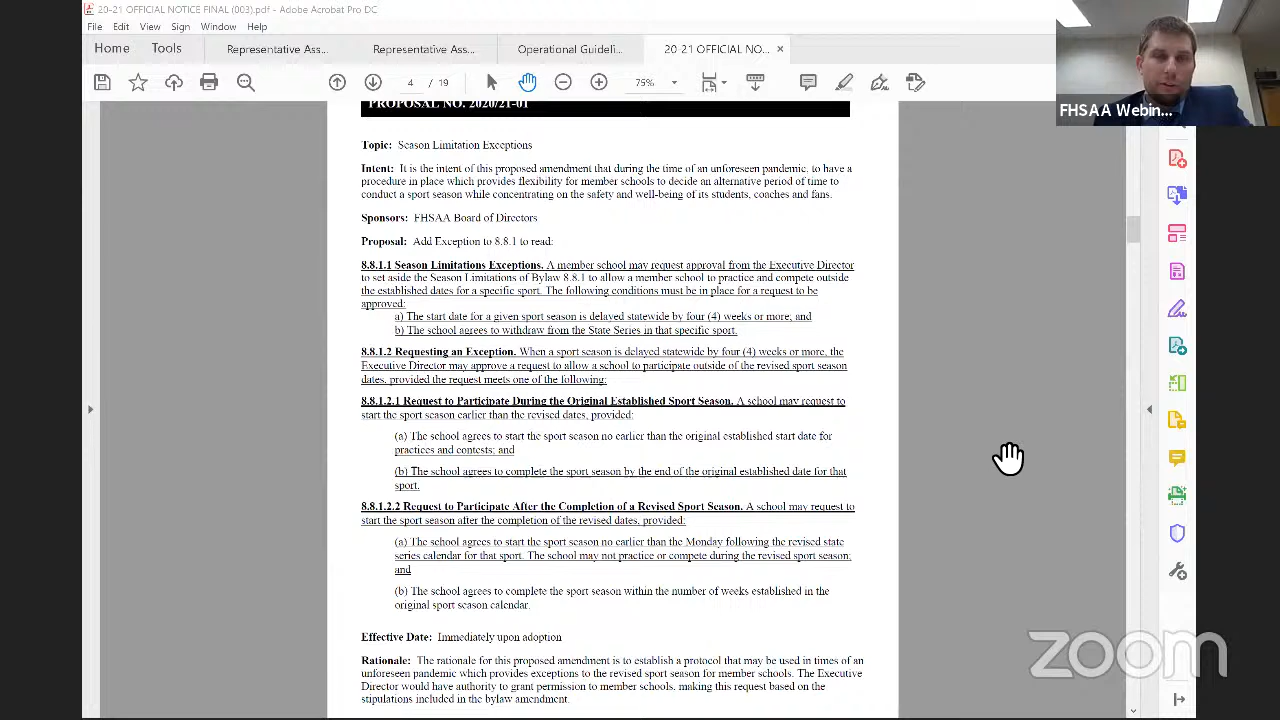 20-21 OFFICIAL NOTICE FINAL (003).pdf - Adobe Acrobat Pro DC
File Edit View Sign Window Help
Home Tools Representative Ass... Representative Ass... Operational Guideli... 20-21 OFFICIAL NO... ×
4 / 19 75%
FHSAA Webin...
PROPOSAL NO. 2020/21-01
Topic: Season Limitation Exceptions
Intent: It is the intent of this proposed amendment that during the time of an unforeseen pandemic, to have a
procedure in place which provides flexibility for member schools to decide an alternative period of time to
conduct a sport season while concentrating on the safety and well-being of its students, coaches and fans.
Sponsors: FHSAA Board of Directors
Proposal: Add Exception to 8.8.1 to read:
8.8.1.1 Season Limitations Exceptions. A member school may request approval from the Executive Director
to set aside the Season Limitations of Bylaw 8.8.1 to allow a member school to practice and compete outside
the established dates for specific sport. The following conditions must be in place for a request to be
approved:
a) The start date for a given sport season is delayed statewide by four (4) weeks or more; and
b) The school agrees to withdraw from the State Series in that specific sport.
8.8.1.2 Requesting an Exception. When a sport season is delayed statewide by four (4) weeks or more, the
Executive Director may approve a request to allow a school to participate outside of the revised sport season
dates, provided the request meets one of the following:
8.8.1.2.1 Request to Participate During the Original Established Sport Season. A school may request to
start the sport season earlier than the revised dates, provided:
(a) The school agrees to start the sport season no earlier than the original established start date for
practices and contests; and
(b) The school agrees to complete the sport season by the end of the original established date for that
sport.
8.8.1.2.2 Request to Participate After the Completion of a Revised Sport Season. A school may request to
start the sport season after the completion of the revised dates, provided:
(a) The school agrees to start the sport season no earlier than the Monday following the revised state
series calendar for that sport. The school may not practice or compete during the revised sport season;
and
(b) The school agrees to complete the sport season within the number of weeks established in the
original sport season calendar.
Effective Date: Immediately upon adoption
Rationale: The rationale for this proposed amendment is to establish a protocol that may be used in times of an
unforeseen pandemic which provides exceptions to the revised sport season for member schools. The Executive
Director would have authority to grant permission to member schools, making this request based on the
stipulations included in the bylaw amendment.
zoom